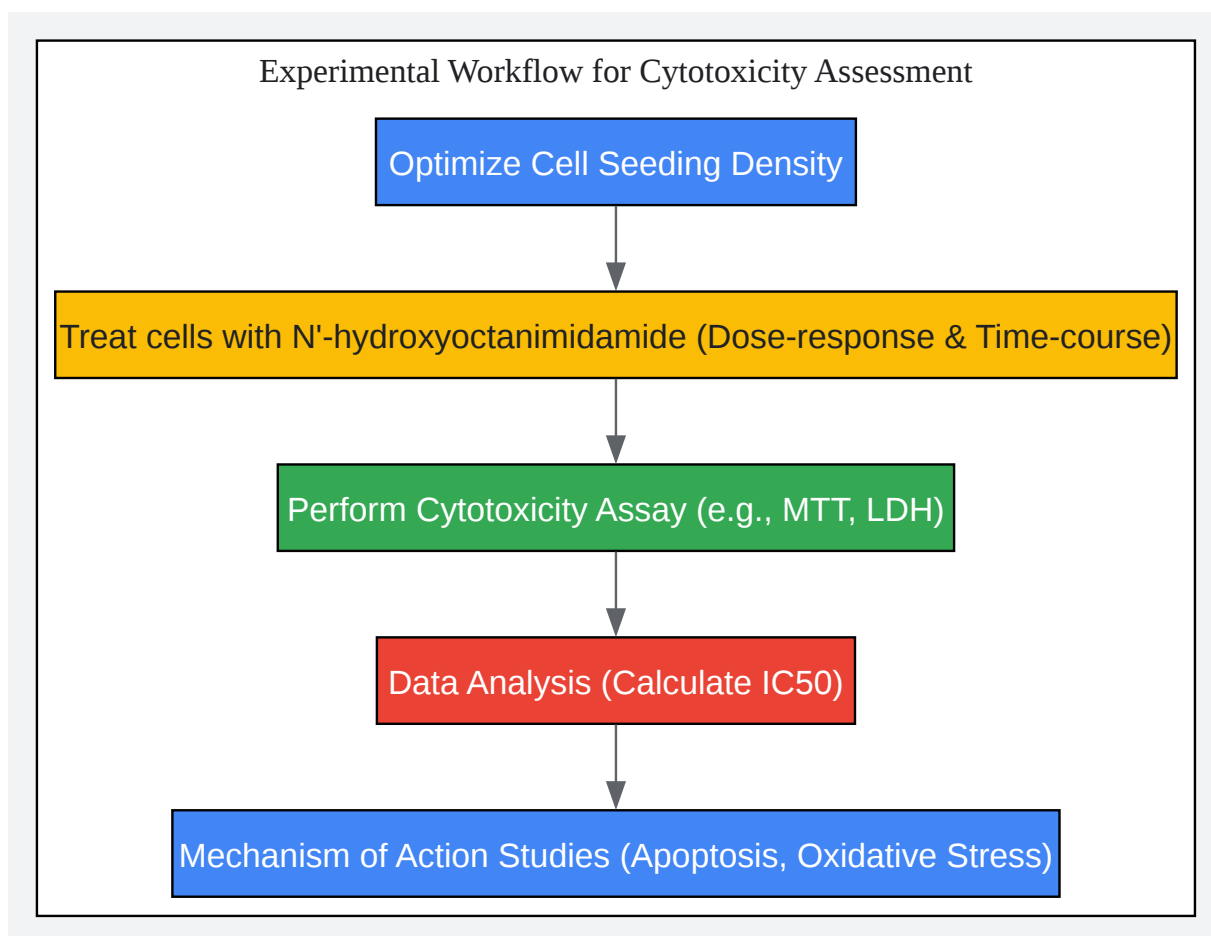 Experimental Workflow for Cytotoxicity Assessment
Optimize Cell Seeding Density
Treat cells with N'-hydroxyoctanimidamide (Dose-response & Time-course)
Perform Cytotoxicity Assay (e.g., MTT, LDH)
Data Analysis (Calculate IC50)
Mechanism of Action Studies (Apoptosis, Oxidative Stress)